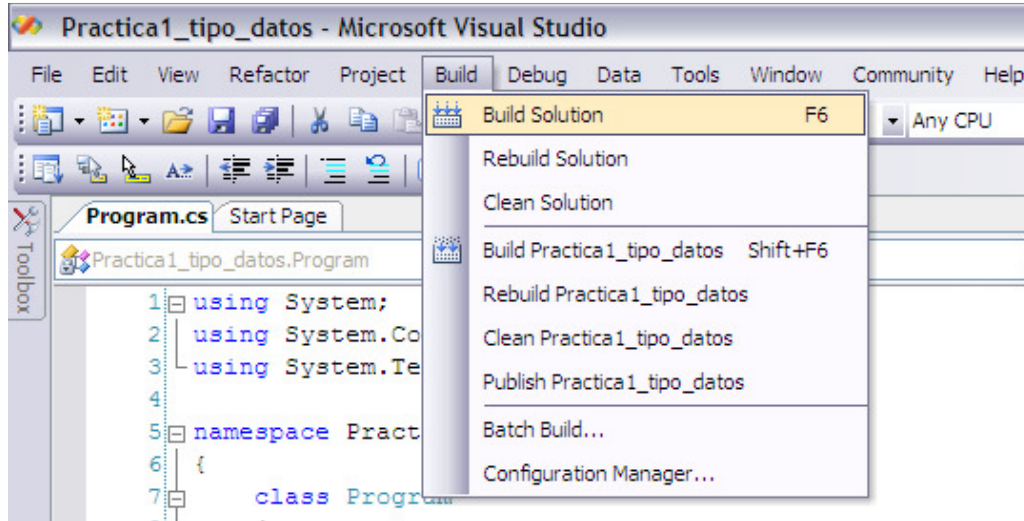 Practica1_tipo_datos - Microsoft Visual Studio
File Edit View Refactor Project Build Debug Data Tools Window Community Help
Build Solution F6
Any CPU
Rebuild Solution
Clean Solution
Program.cs Start Page
Toolbox
Practica1_tipo_datos.Program
Build Practica1_tipo_datos Shift+F6
1 using System;
Rebuild Practica1_tipo_datos
2 using System.Co
Clean Practica1_tipo_datos
3 using System.Te
Publish Practica1_tipo_datos
4
5 namespace Pract
Batch Build...
6 {
Configuration Manager...
7 class Program